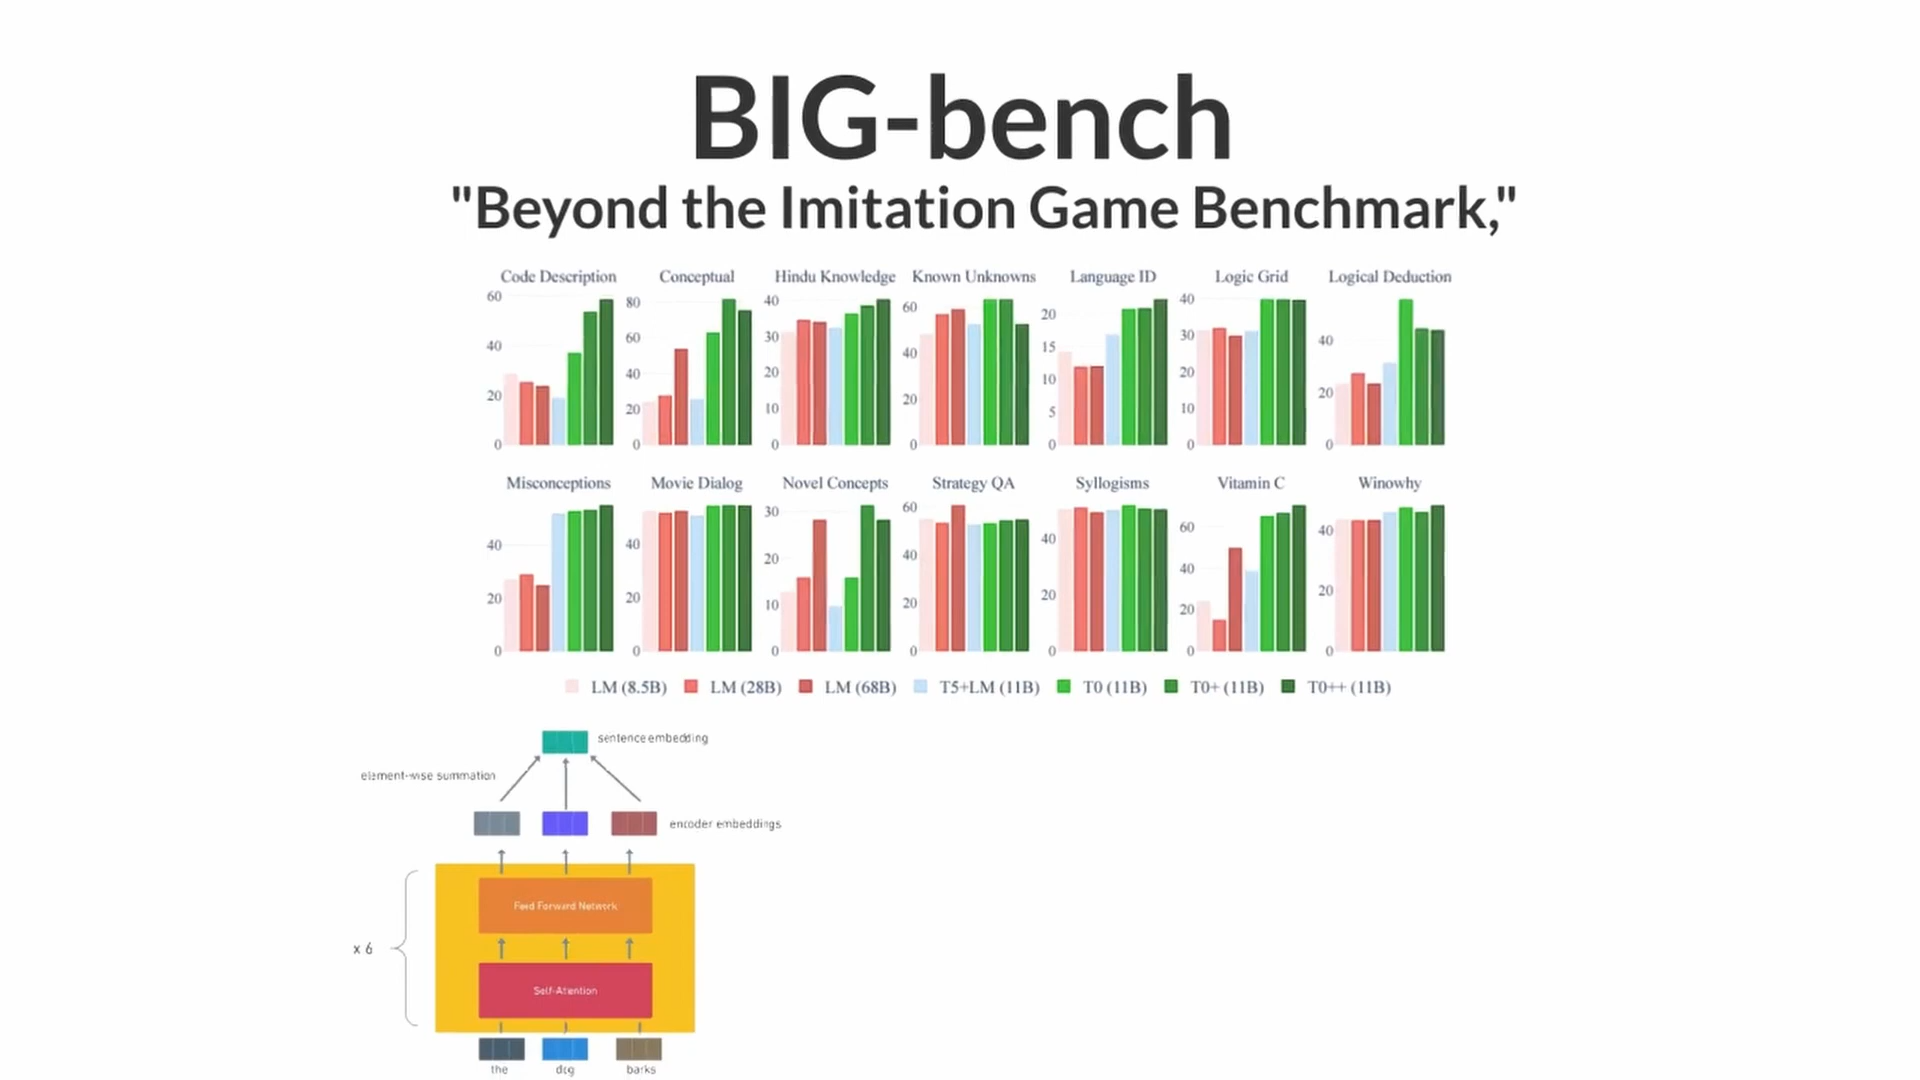 BIG-bench
"Beyond the Imitation Game Benchmark,"
Code Description Conceptual Hindu Knowledge Known Unknowns Language ID Logic Grid Logical Deduction
60 40 20 0
80 60 40 20 0
40 30 20 10 0
60 40 20 0
20 15 10 5 0
40 30 20 10 0
40 20 0
Misconceptions Movie Dialog Novel Concepts Strategy QA Syllogisms Vitamin C Winowhy
40 20 0
40 20 0
30 20 10 0
60 40 20 0
40 20 0
60 40 20 0
40 20 0
LM (8.5B) LM (28B) LM (68B) T5+LM (11B) T0 (11B) T0+ (11B) T0++ (11B)
sentence embedding
element-wise summation
encoder embeddings
Feed Forward Network
x 6
Self-Attention
the dog barks